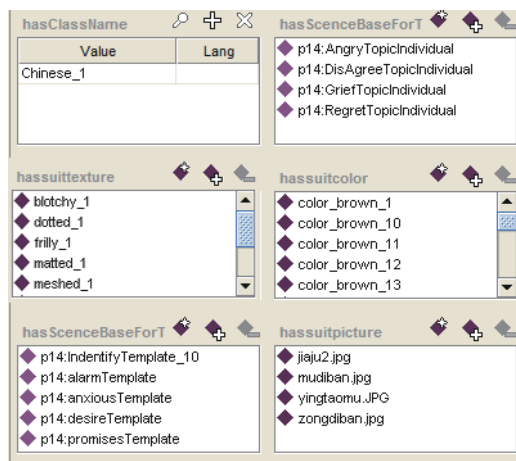 hasClassName
Value Lang
Chinese_1
hasScenceBaseForT
p14:AngryTopicIndividual
p14:DisAgreeTopicIndividual
p14:GriefTopicIndividual
p14:RegretTopicIndividual
hassuittexture
blotchy_1
dotted_1
frilly_1
matted_1
meshed_1
hassuitcolor
color_brown_1
color_brown_10
color_brown_11
color_brown_12
color_brown_13
hasScenceBaseForT
p14:IndentifyTemplate_10
p14:alarmTemplate
p14:anxiousTemplate
p14:desireTemplate
p14:promisesTemplate
hassuitpicture
jiaju2.jpg
mudiban.jpg
yingtaomu.JPG
zongdiban.jpg